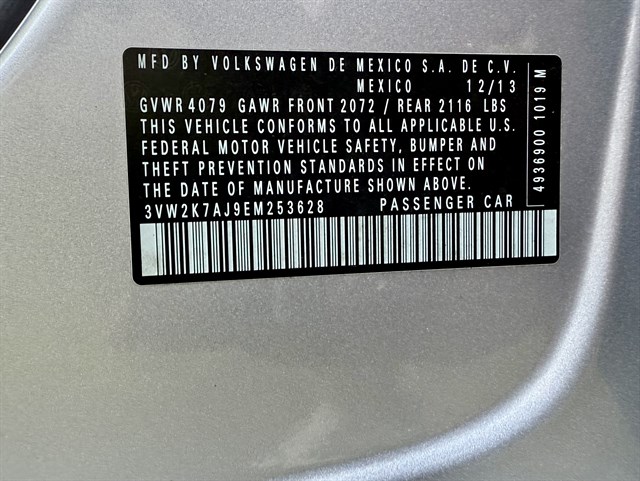 MFD BY VOLKSWAGEN DE MEXICO S.A. DE C.V.
MEXICO 12/13
GVWR 4079 GAWR FRONT 2072 / REAR 2116 LBS
THIS VEHICLE CONFORMS TO ALL APPLICABLE U.S.
FEDERAL MOTOR VEHICLE SAFETY, BUMPER AND
THEFT PREVENTION STANDARDS IN EFFECT ON
THE DATE OF MANUFACTURE SHOWN ABOVE.
3VW2K7AJ9EM253628 PASSENGER CAR
4936900 1019 M